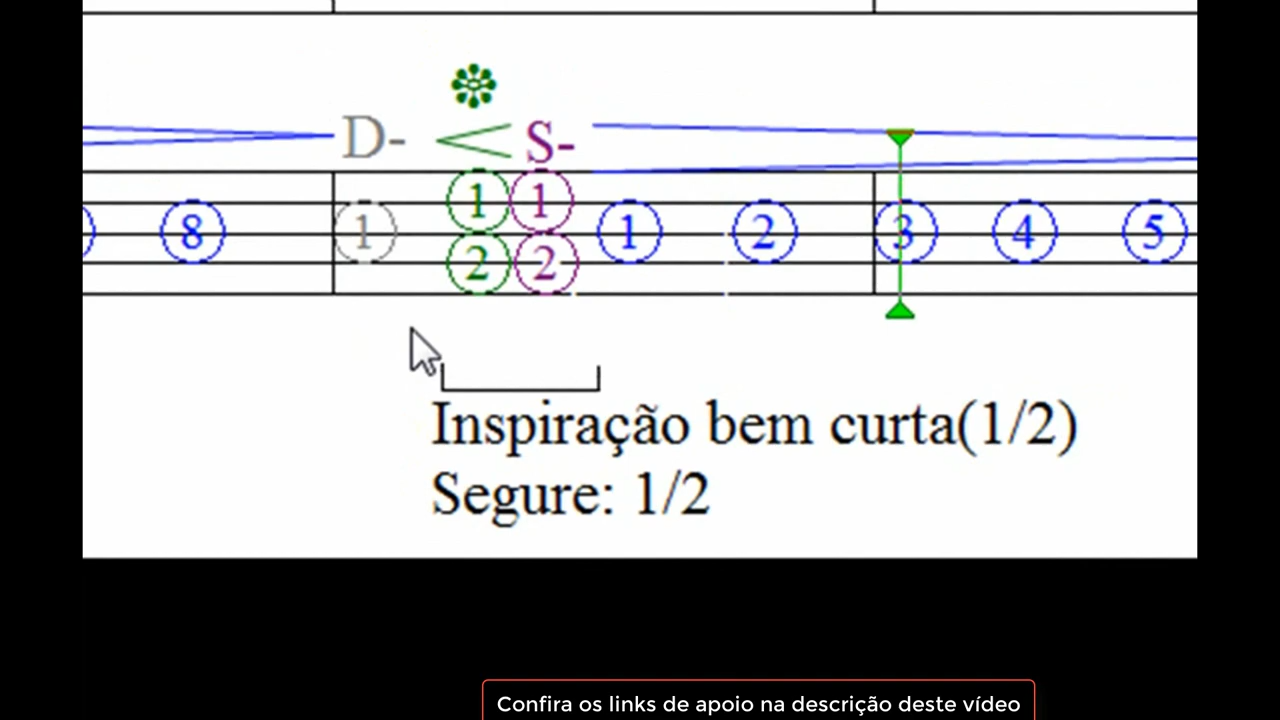 D- < S-
8 1 1 1 1 2 3 4 5
2 2
Inspiração bem curta(1/2)
Segure: 1/2
Confira os links de apoio na descrição deste vídeo